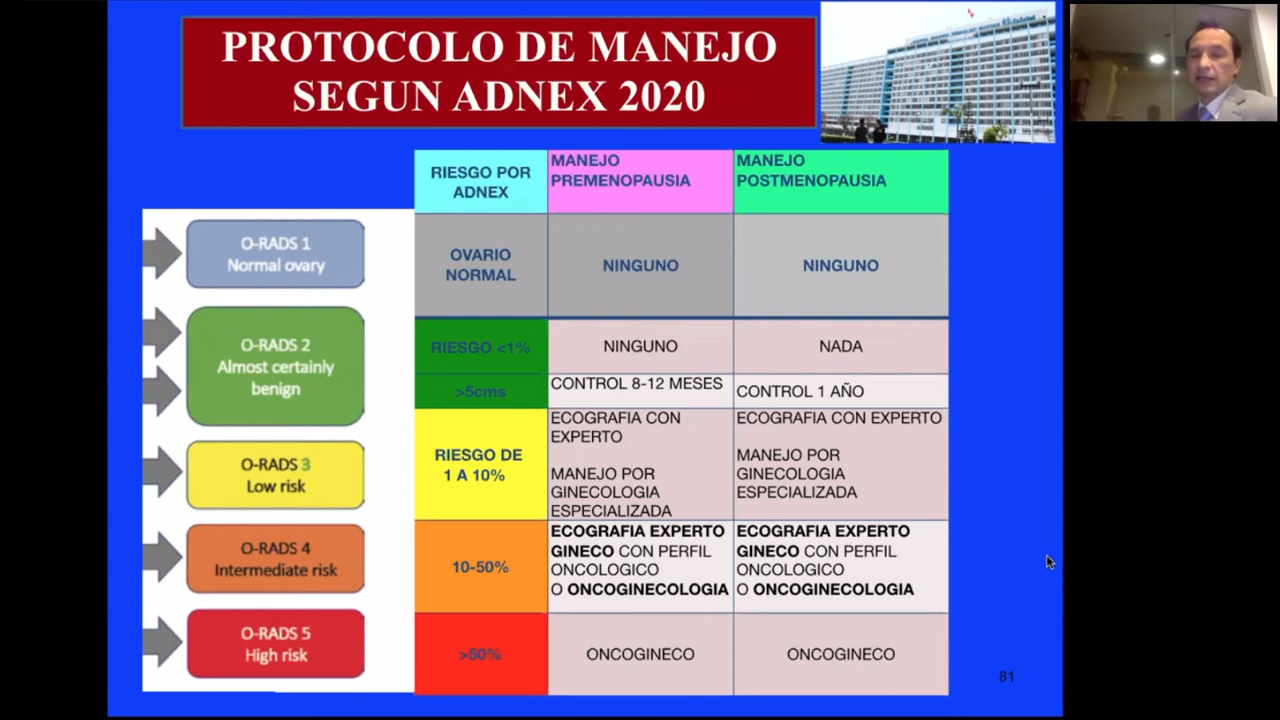 PROTOCOLO DE MANEJO
SEGUN ADNEX 2020
RIESGO POR
ADNEX
MANEJO
PREMENOPAUSIA
MANEJO
POSTMENOPAUSIA
O-RADS 1
Normal ovary
OVARIO
NORMAL
NINGUNO
NINGUNO
O-RADS 2
Almost certainly
benign
RIESGO <1%
NINGUNO
NADA
>5cms
CONTROL 8-12 MESES
CONTROL 1 AÑO
O-RADS 3
Low risk
RIESGO DE
1 A 10%
ECOGRAFIA CON
EXPERTO
MANEJO POR
GINECOLOGIA
ESPECIALIZADA
ECOGRAFIA CON EXPERTO
MANEJO POR
GINECOLOGIA
ESPECIALIZADA
O-RADS 4
Intermediate risk
10-50%
ECOGRAFIA EXPERTO
GINECO CON PERFIL
ONCOLOGICO
O ONCOGINECOLOGIA
ECOGRAFIA EXPERTO
GINECO CON PERFIL
ONCOLOGICO
O ONCOGINECOLOGIA
O-RADS 5
High risk
>50%
ONCOGINECO
ONCOGINECO
81